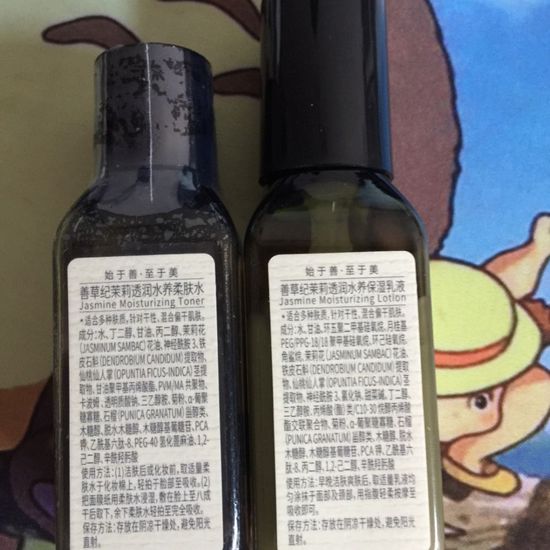 始于善·至于美
善草纪茉莉透润水养柔肤水
Jasmine Moisturizing Toner
•适合多种肤质,针对干性,混合偏干肌肤。
成分:水、丁二醇、甘油、丙二醇、茉莉花
(JASMINUM SAMBAC)花油、神经酰胺3、铁
皮石斛(DENDROBIUM CANDIDUM)提取物、
仙桃仙人掌(OPUNTIA FICUS-INDICA)茎提
取物、甘油聚甲基丙烯酸酯、PVM/MA共聚物、
卡波姆、透明质酸钠、三乙醇胺、菊粉、α-葡
聚糖寡糖、石榴(PUNICA GRANATUM)甾醇类、
木糖醇、脱水木糖醇、木糖醇基葡糖苷、PCA
钾、乙酰基六肽-8、PEG-40氢化蓖麻油、1,2-
己二醇、辛酰羟肟酸
使用方法:(1)洁肤后或化妆前,取适量柔
肤水于化妆棉上,轻拍于脸部至吸收。(2)
把面膜纸用柔肤水浸湿,敷在脸上至八成
干后取下,余下柔肤水轻拍至完全吸收。
保存方法:存放在阴凉干燥处,避免阳光
直射。
始于善·至于美
善草纪茉莉透润水养保湿乳液
Jasmine Moisturizing Lotion
•适合多种肤质,针对干性,混合偏干肌肤。
成分:水、甘油、环五聚二甲基硅氧烷、月桂基
PEG/PPG-18/18聚甲基硅氧烷、环己硅氧烷、
角鲨烷、茉莉花(JASMINUM SAMBAC)花油、
铁皮石斛(DENDROBIUM CANDIDUM)提取物、
仙桃仙人掌(OPUNTIA FICUS-INDICA)茎提
取物、神经酰胺3、氯化钠、甜菜碱、丁二醇、
三乙醇胺、丙烯酸(酯)类/C10-30烷醇丙烯酸
酯交联聚合物、菊粉、α-葡聚糖寡糖、石榴
(PUNICA GRANATUM)甾醇类、木糖醇、脱水
木糖醇、木糖醇基葡糖苷、PCA钾、乙酰基六
肽-8、丙二醇、1,2-己二醇、辛酰羟肟酸
使用方法:早晚洁肤爽肤后,取适量乳液均
匀涂抹于面部及颈部,用指腹轻柔按摩至
吸收即可。
保存方法:存放在阴凉干燥处,避免阳光
直射。